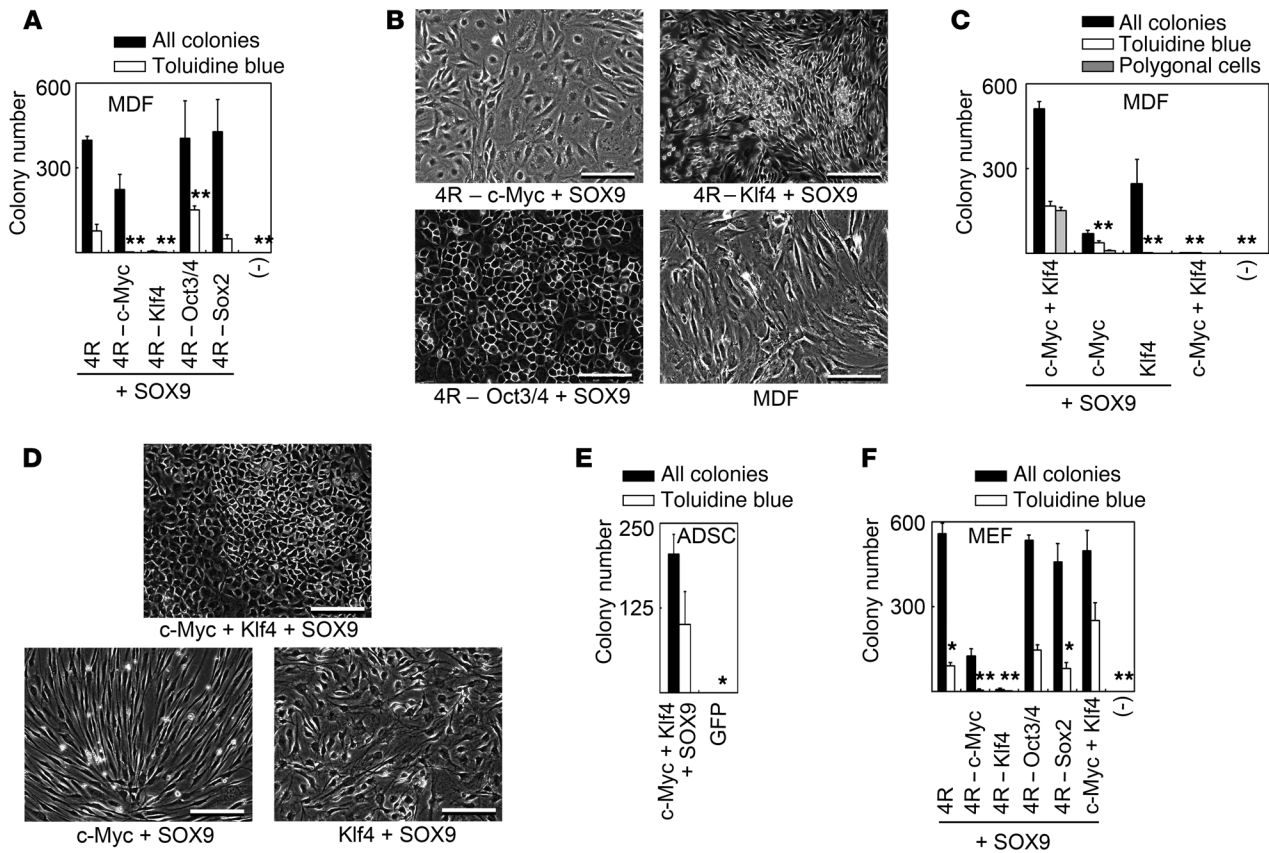 A
All colonies
Toluidine blue
600
300
Colony number
MDF
**
**
**
**
4R
4R – c-Myc
4R – Klf4
4R – Oct3/4
4R – Sox2
(-)
+ SOX9
B
4R – c-Myc + SOX9
4R – Klf4 + SOX9
4R – Oct3/4 + SOX9
MDF
C
All colonies
Toluidine blue
Polygonal cells
600
300
Colony number
MDF
**
**
**
**
c-Myc + Klf4
c-Myc
Klf4
c-Myc + Klf4
(-)
+ SOX9
D
c-Myc + Klf4 + SOX9
c-Myc + SOX9
Klf4 + SOX9
E
All colonies
Toluidine blue
250
125
Colony number
ADSC
*
c-Myc + Klf4
+ SOX9
GFP
F
All colonies
Toluidine blue
600
300
Colony number
MEF
*
**
**
*
**
4R
4R – c-Myc
4R – Klf4
4R – Oct3/4
4R – Sox2
c-Myc + Klf4
(-)
+ SOX9